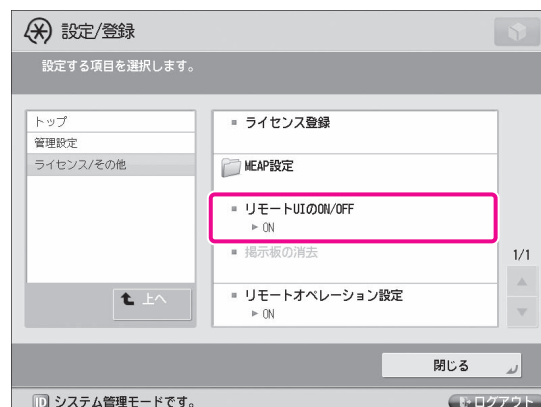 設定/登録
設定する項目を選択します。
トップ
管理設定
ライセンス/その他
上へ
ライセンス登録
MEAP設定
リモートUIのON/OFF
► ON
掲示板の消去
リモートオペレーション設定
► ON
1/1
閉じる
ID システム管理モードです。
ログアウト